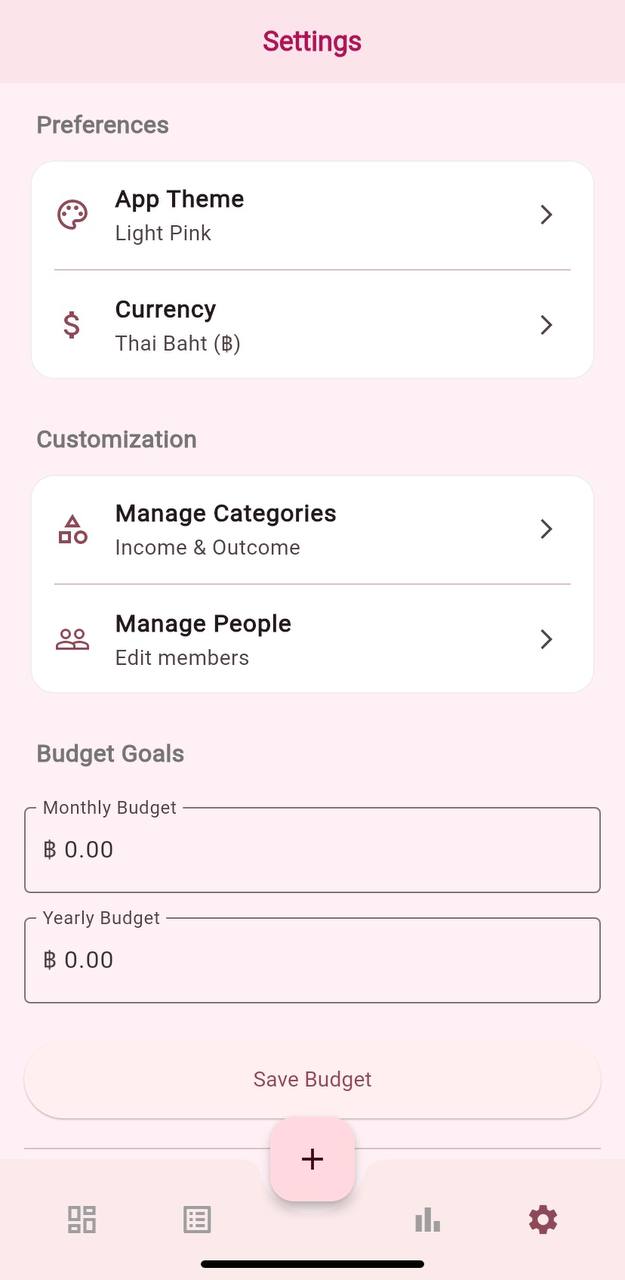 Settings
Preferences
App Theme
Light Pink
Currency
Thai Baht (฿)
Customization
Manage Categories
Income & Outcome
Manage People
Edit members
Budget Goals
Monthly Budget
฿ 0.00
Yearly Budget
฿ 0.00
Save Budget